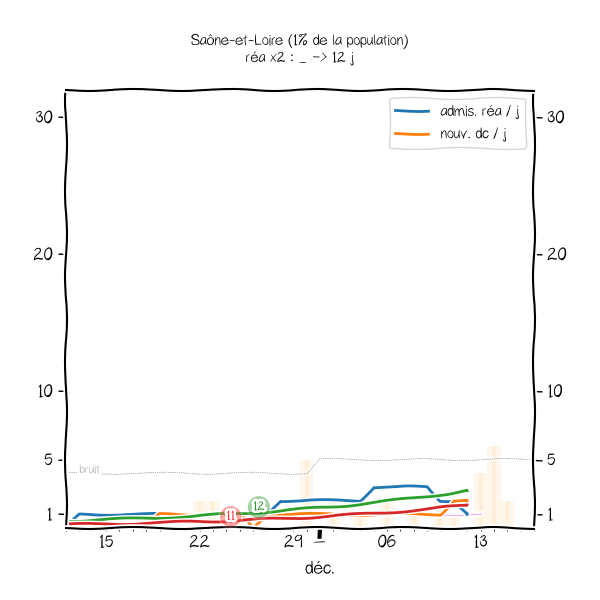 Saône-et-Loire (1% de la population)
réa x2 : _ -> 12 j
admis. réa / j
nouv. dc / j
30 30
20 20
10 10
5 5
bruit
12
11
1 1
15 22 29 1 06 13
déc.